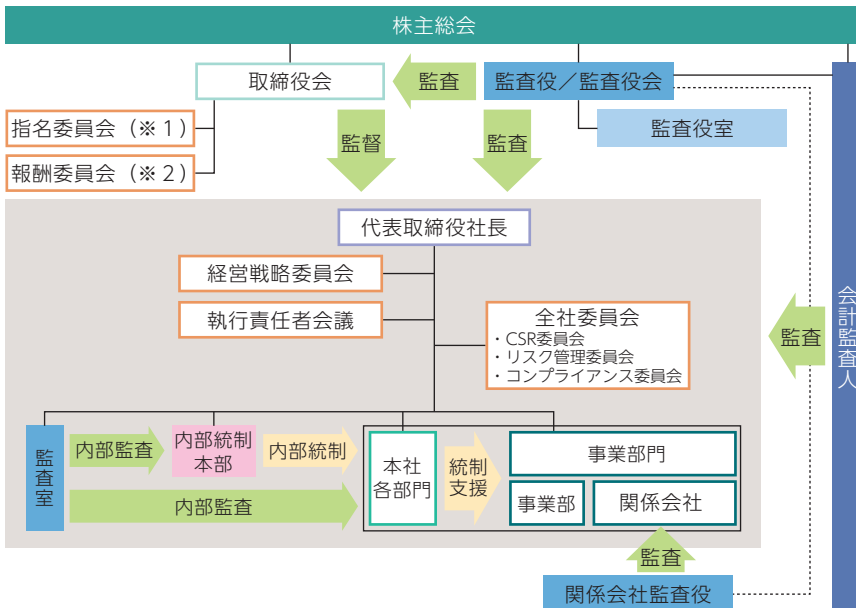 株主総会
取締役会
監査
監査役／監査役会
指名委員会（※１）
監督
監査
監査役室
報酬委員会（※２）
代表取締役社長
経営戦略委員会
執行責任者会議
全社委員会
・CSR委員会
・リスク管理委員会
・コンプライアンス委員会
監査
会計監査人
監査室
内部監査
内部統制
本部
内部統制
本社
各部門
統制
支援
事業部門
事業部
関係会社
内部監査
監査
関係会社監査役